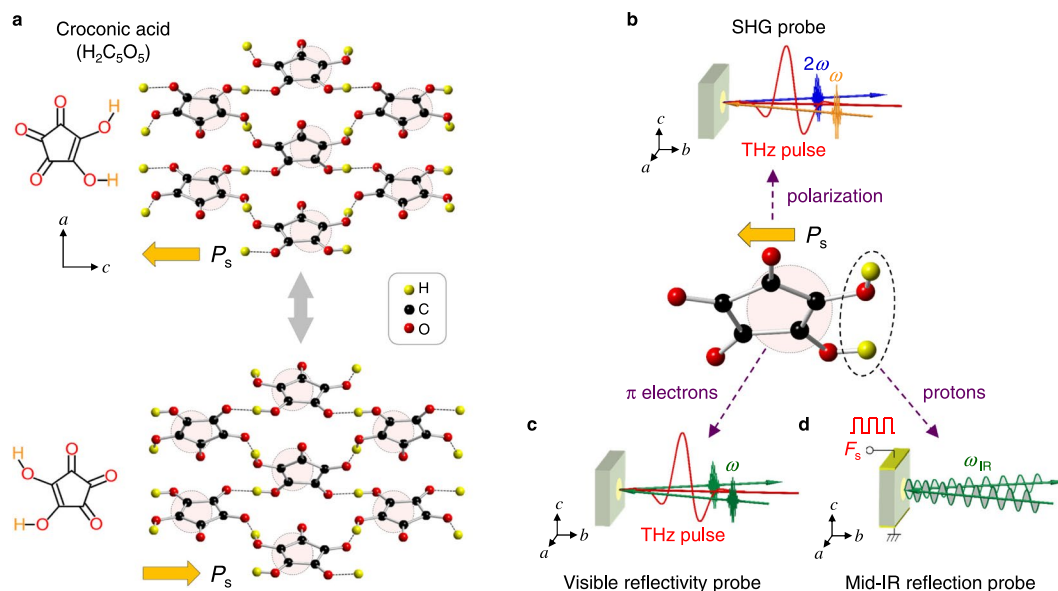 a
Croconic acid
(H₂C₅O₅)
O
O
O
O
H
O
H
a
c
Pₛ
H
C
O
H
O
H
O
O
O
O
Pₛ
b
SHG probe
2ω
ω
THz pulse
c
a
b
polarization
Pₛ
π electrons
protons
c
ω
THz pulse
c
a
b
Visible reflectivity probe
d
Fₛ
ω_IR
c
a
b
Mid-IR reflection probe